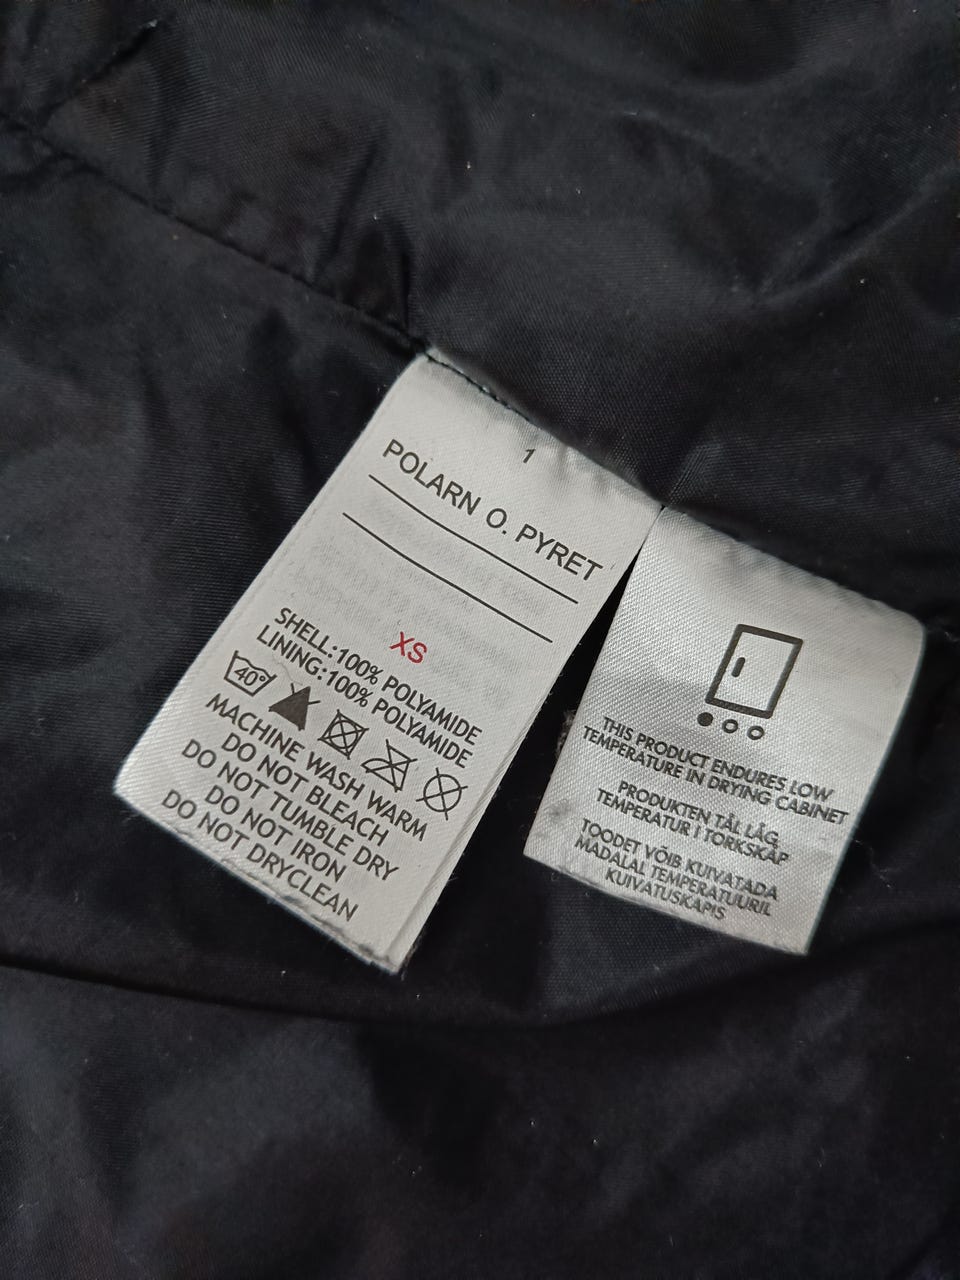 1
POLARN O. PYRET
XS
SHELL:100% POLYAMIDE
LINING:100% POLYAMIDE
40°
MACHINE WASH WARM
DO NOT BLEACH
DO NOT TUMBLE DRY
DO NOT IRON
DO NOT DRYCLEAN
THIS PRODUCT ENDURES LOW
TEMPERATURE IN DRYING CABINET
PRODUKTEN TÅL LÅG
TEMPERATUR I TORKSKÅP
TOODET VÕIB KUIVATADA
MADALAL TEMPERATUURIL
KUIVATUSKAPIS